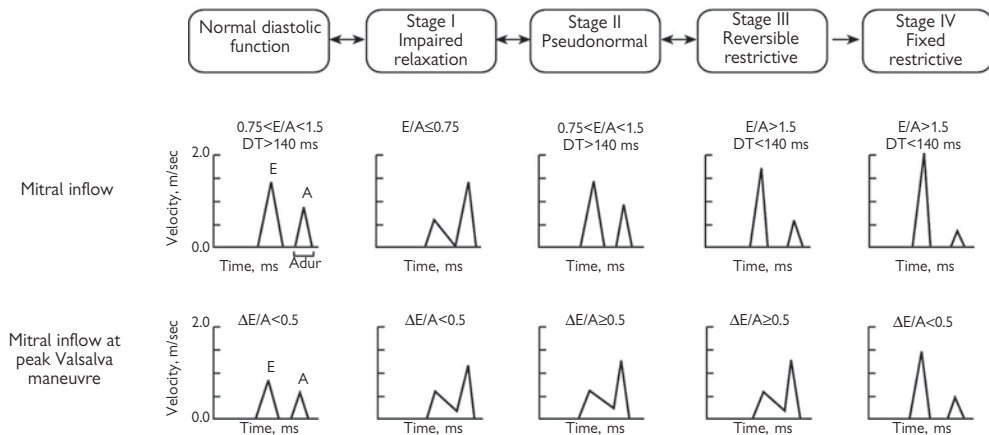 Normal diastolic
function
Stage I
Impaired
relaxation
Stage II
Pseudonormal
Stage III
Reversible
restrictive
Stage IV
Fixed
restrictive
Mitral inflow
0.75<E/A<1.5
DT>140 ms
E/A≤0.75
0.75<E/A<1.5
DT>140 ms
E/A>1.5
DT<140 ms
E/A>1.5
DT<140 ms
Velocity, m/sec
2.0
0.0
E
A
Adur
Time, ms
Time, ms
Time, ms
Time, ms
Time, ms
Mitral inflow at
peak Valsalva
maneuvre
ΔE/A<0.5
ΔE/A<0.5
ΔE/A≥0.5
ΔE/A≥0.5
ΔE/A<0.5
Velocity, m/sec
2.0
0.0
E
A
Time, ms
Time, ms
Time, ms
Time, ms
Time, ms